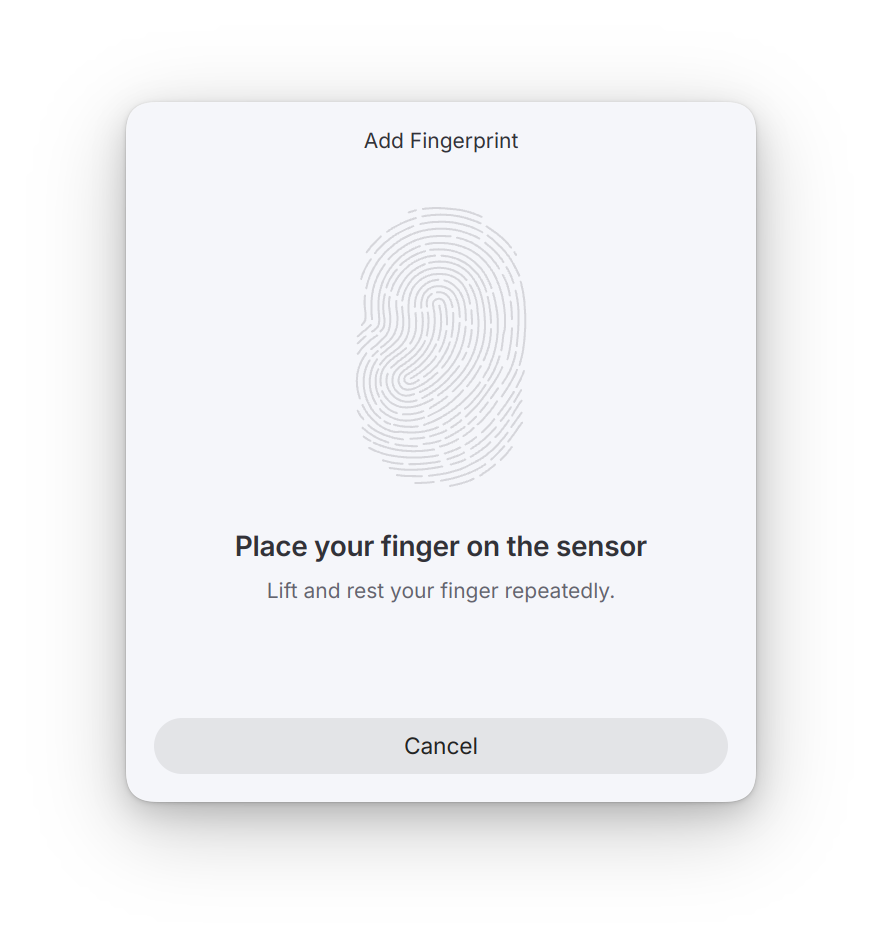 Add Fingerprint
Place your finger on the sensor
Lift and rest your finger repeatedly.
Cancel